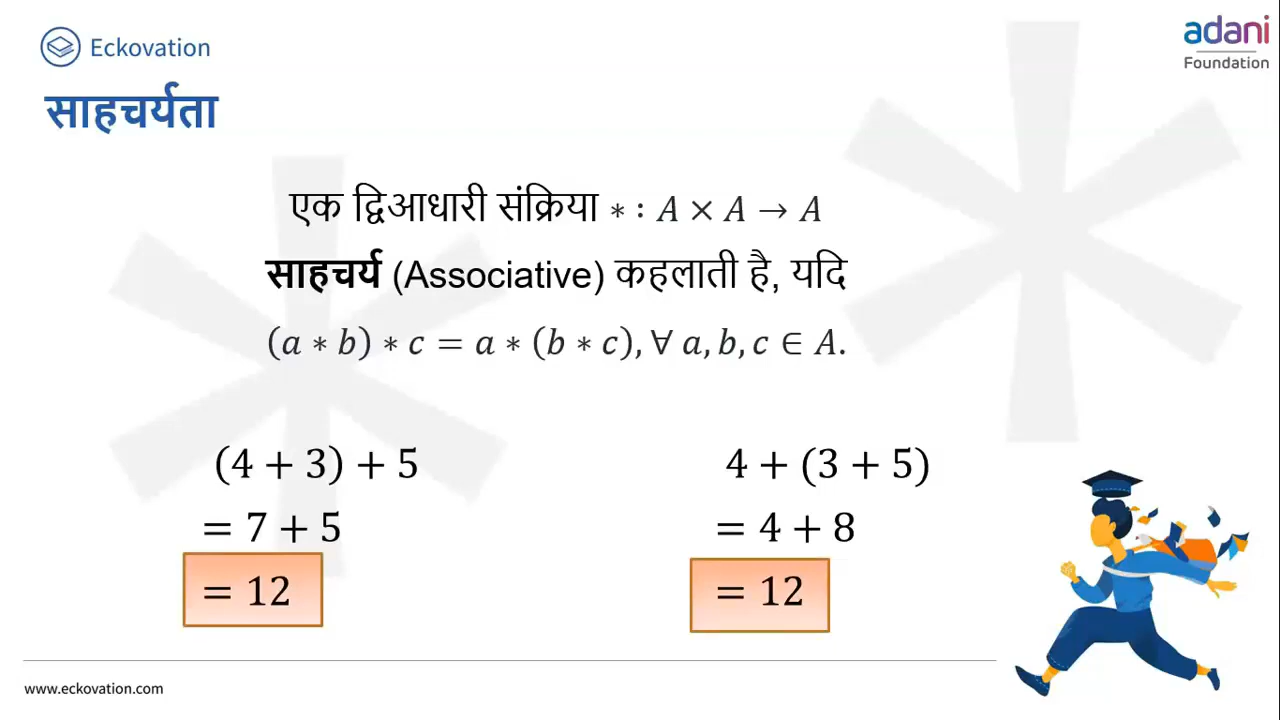 Eckovation
adani
Foundation
साहचर्यता
एक द्विआधारी संक्रिया ∗ : A × A → A
साहचर्य (Associative) कहलाती है, यदि
(a ∗ b) ∗ c = a ∗ (b ∗ c), ∀ a, b, c ∈ A.
(4 + 3) + 5
= 7 + 5
= 12
4 + (3 + 5)
= 4 + 8
= 12
www.eckovation.com